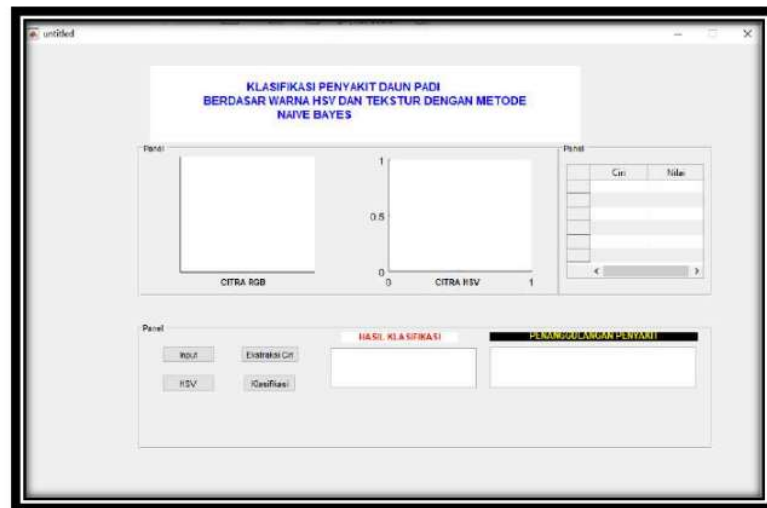 untitled
KLASIFIKASI PENYAKIT DAUN PADI
BERDASAR WARNA HSV DAN TEKSTUR DENGAN METODE
NAIVE BAYES
Panel
1
0.5
0
0
1
CITRA RGB
CITRA HSV
Panel
Ciri
Nilai
Panel
Input
Ekstraksi Ciri
HSV
Klasifikasi
HASIL KLASIFIKASI
PENANGGULANGAN PENYAKIT